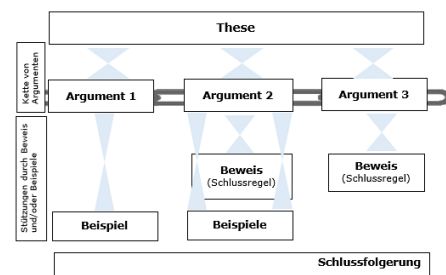 These
Kette von
Argumenten
Argument 1
Argument 2
Argument 3
Stützungen durch Beweis
und/oder Beispiele
Beweis
(Schlussregel)
Beweis
(Schlussregel)
Beispiel
Beispiele
Schlussfolgerung